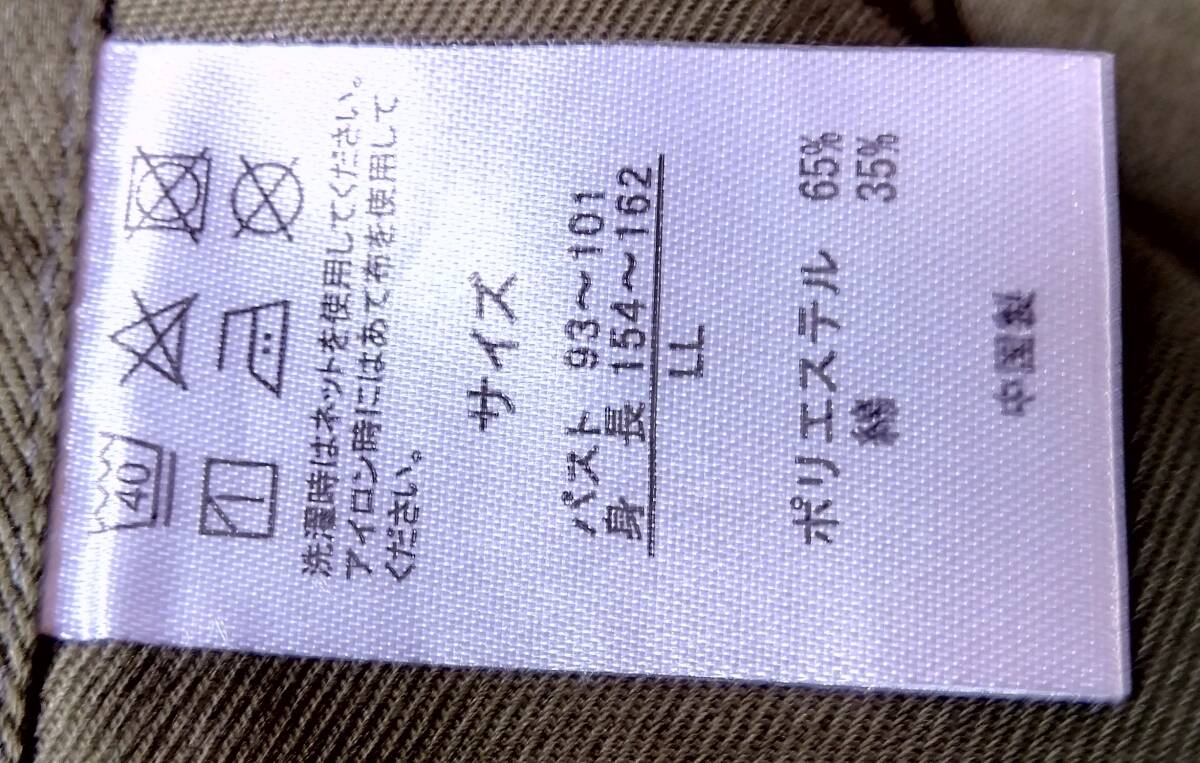 40
洗濯時はネットを使用してください。
アイロン時にはあて布を使用して
ください。
サイズ
バスト 93〜101
身長 154〜162
LL
ポリエステル 65%
綿 35%
中国製